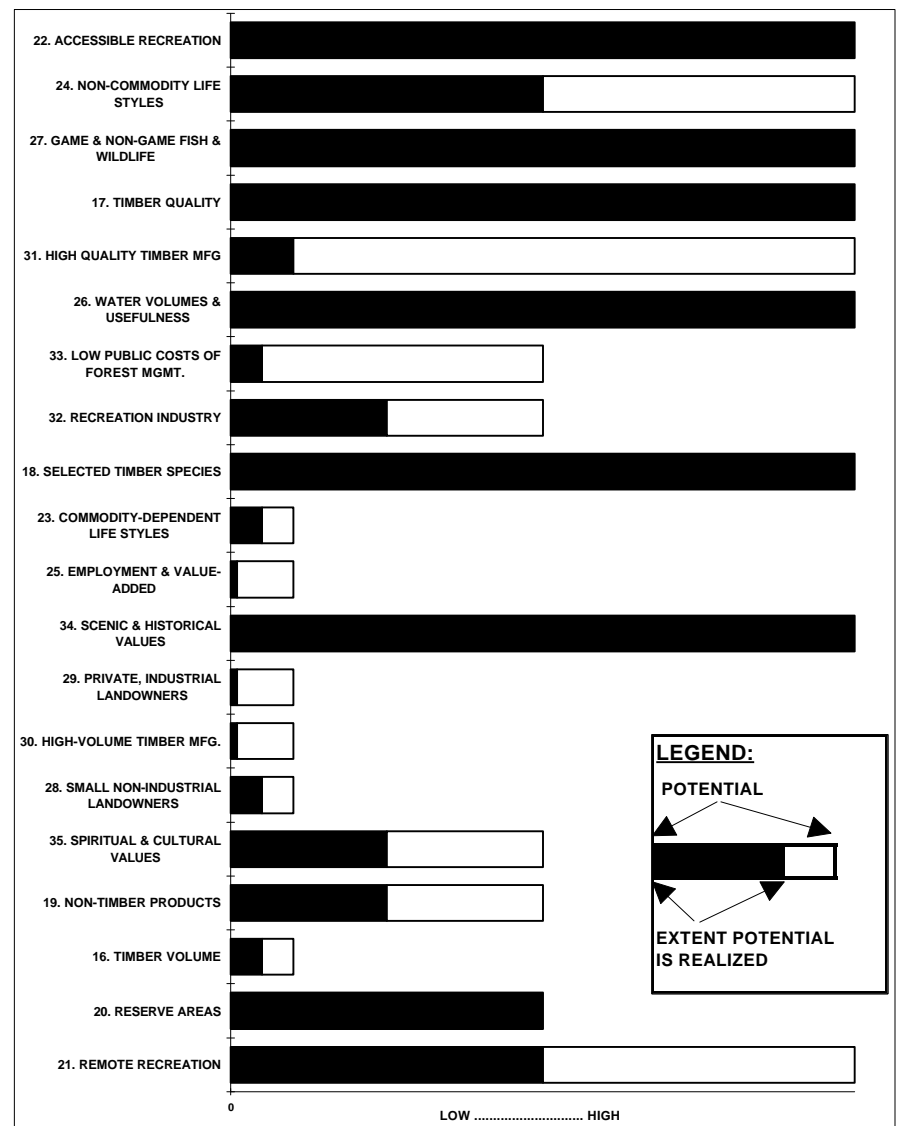 22. ACCESSIBLE RECREATION
24. NON-COMMODITY LIFE
STYLES
27. GAME & NON-GAME FISH &
WILDLIFE
17. TIMBER QUALITY
31. HIGH QUALITY TIMBER MFG
26. WATER VOLUMES &
USEFULNESS
33. LOW PUBLIC COSTS OF
FOREST MGMT.
32. RECREATION INDUSTRY
18. SELECTED TIMBER SPECIES
23. COMMODITY-DEPENDENT
LIFE STYLES
25. EMPLOYMENT & VALUE-
ADDED
34. SCENIC & HISTORICAL
VALUES
29. PRIVATE, INDUSTRIAL
LANDOWNERS
30. HIGH-VOLUME TIMBER MFG.
28. SMALL NON-INDUSTRIAL
LANDOWNERS
35. SPIRITUAL & CULTURAL
VALUES
19. NON-TIMBER PRODUCTS
16. TIMBER VOLUME
20. RESERVE AREAS
21. REMOTE RECREATION
LEGEND:
POTENTIAL
EXTENT POTENTIAL
IS REALIZED
0
LOW ............................. HIGH